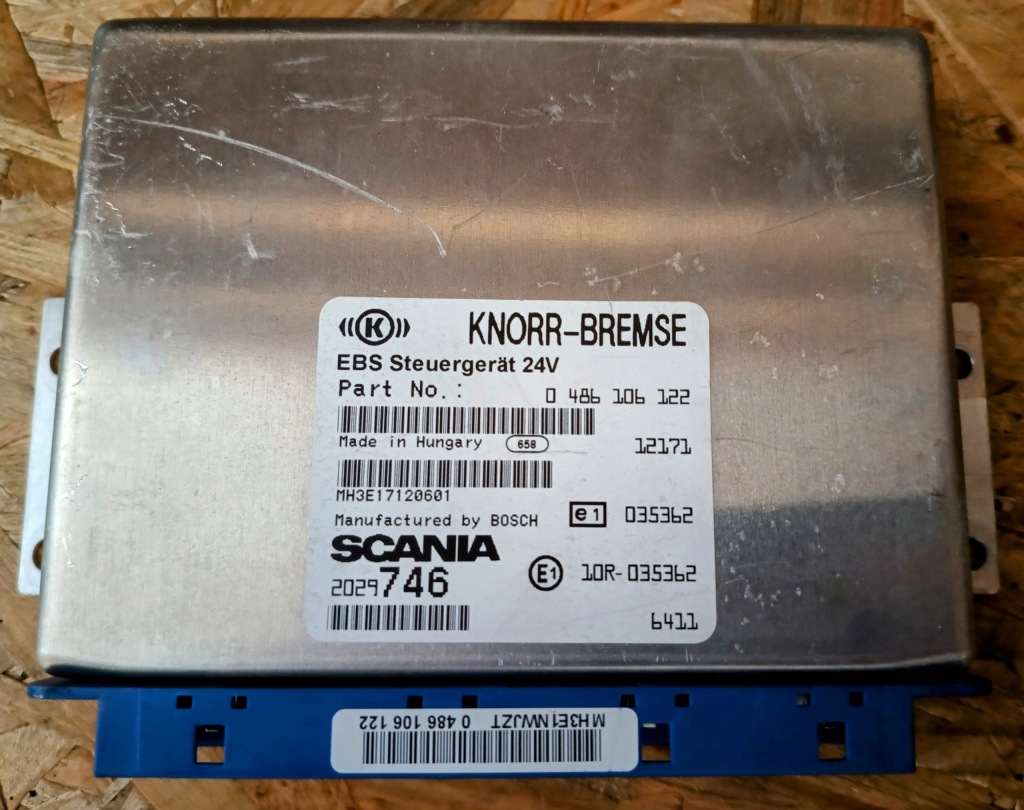 K KNORR-BREMSE
EBS Steuergerät 24V
Part No.: 0 486 106 122
Made in Hungary 658 12171
MH3E17120601
Manufactured by BOSCH e1 035362
SCANIA
2029746 E1 10R-035362
6411
MH3E1NWJZT 0 486 106 122